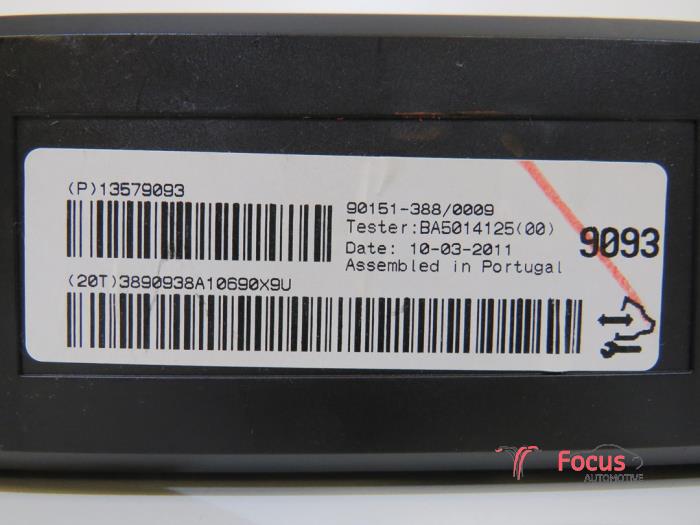 (P)13579093
90151-388/0009
Tester:BA5014125(00)
Date: 10-03-2011
Assembled in Portugal
9093
(20T)3890938A10690X9U
Focus
AUTOMOTIVE